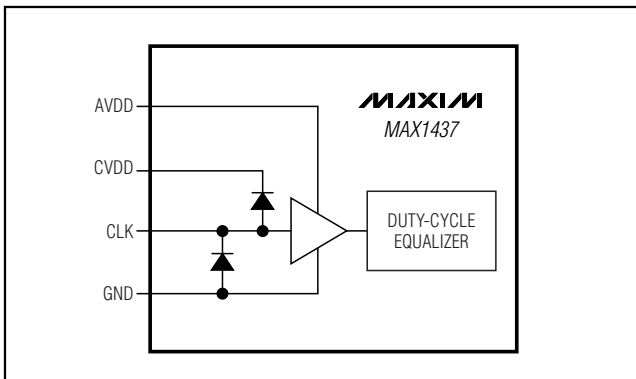 MAXIM
MAX1437
AVDD
CVDD
CLK
GND
DUTY-CYCLE
EQUALIZER